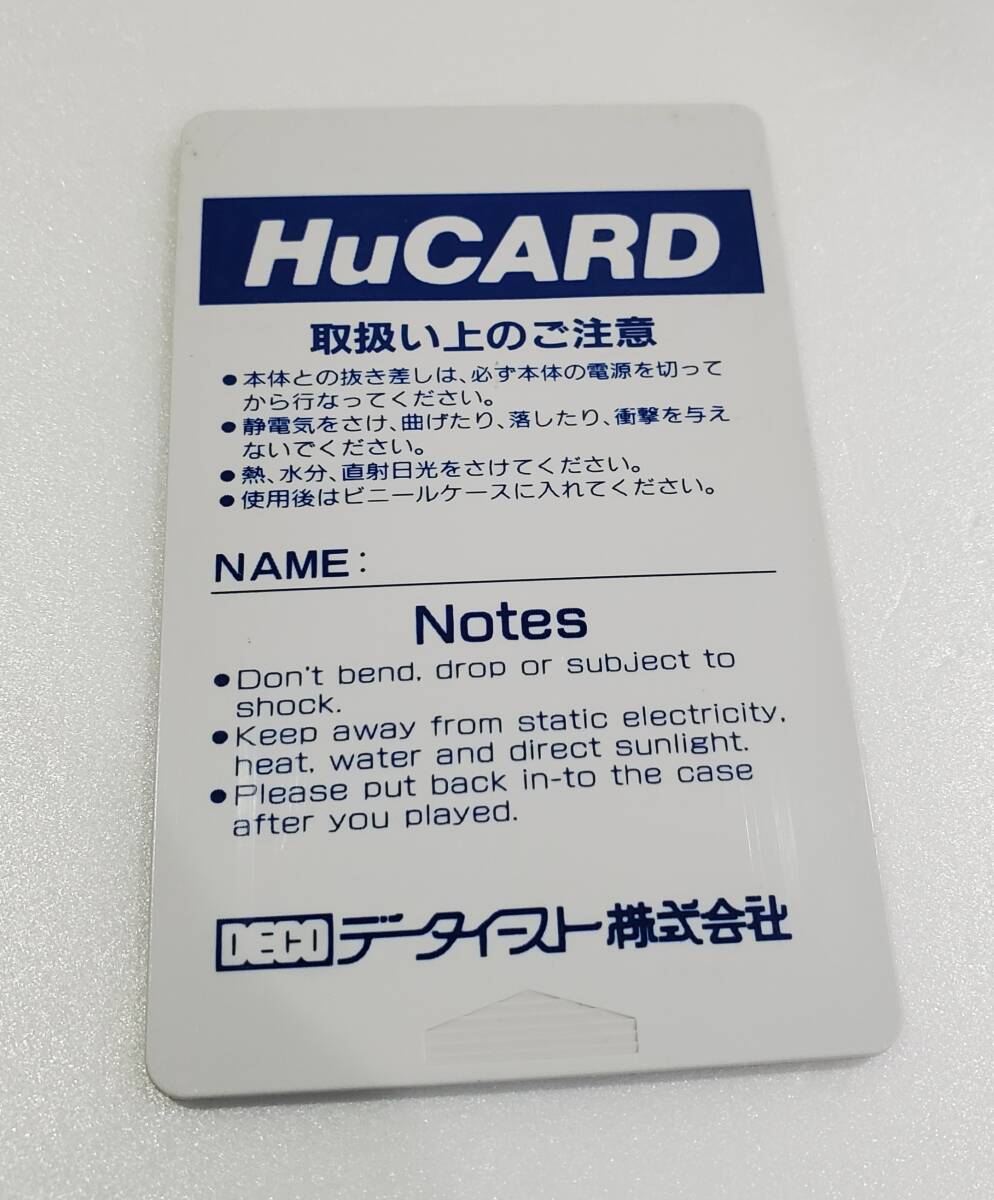 HuCARD
取扱い上のご注意
●本体との抜き差しは、必ず本体の電源を切って
から行なってください。
●静電気をさけ、曲げたり、落したり、衝撃を与え
ないでください。
●熱、水分、直射日光をさけてください。
●使用後はビニールケースに入れてください。
NAME:
Notes
●Don't bend, drop or subject to
shock.
●Keep away from static electricity,
heat, water and direct sunlight.
●Please put back in-to the case
after you played.
DECO データイースト株式会社